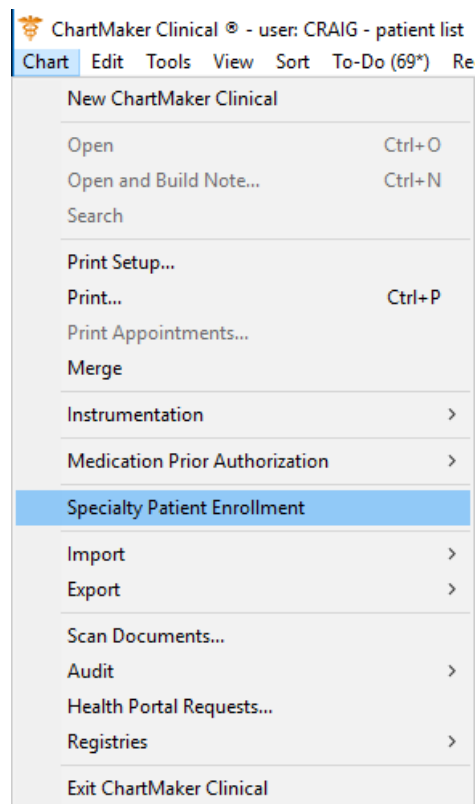 ChartMaker Clinical ® - user: CRAIG - patient list
Chart Edit Tools View Sort To-Do (69*) Re
New ChartMaker Clinical
Open Ctrl+O
Open and Build Note... Ctrl+N
Search
Print Setup...
Print... Ctrl+P
Print Appointments...
Merge
Instrumentation >
Medication Prior Authorization >
Specialty Patient Enrollment
Import >
Export >
Scan Documents...
Audit >
Health Portal Requests...
Registries >
Exit ChartMaker Clinical